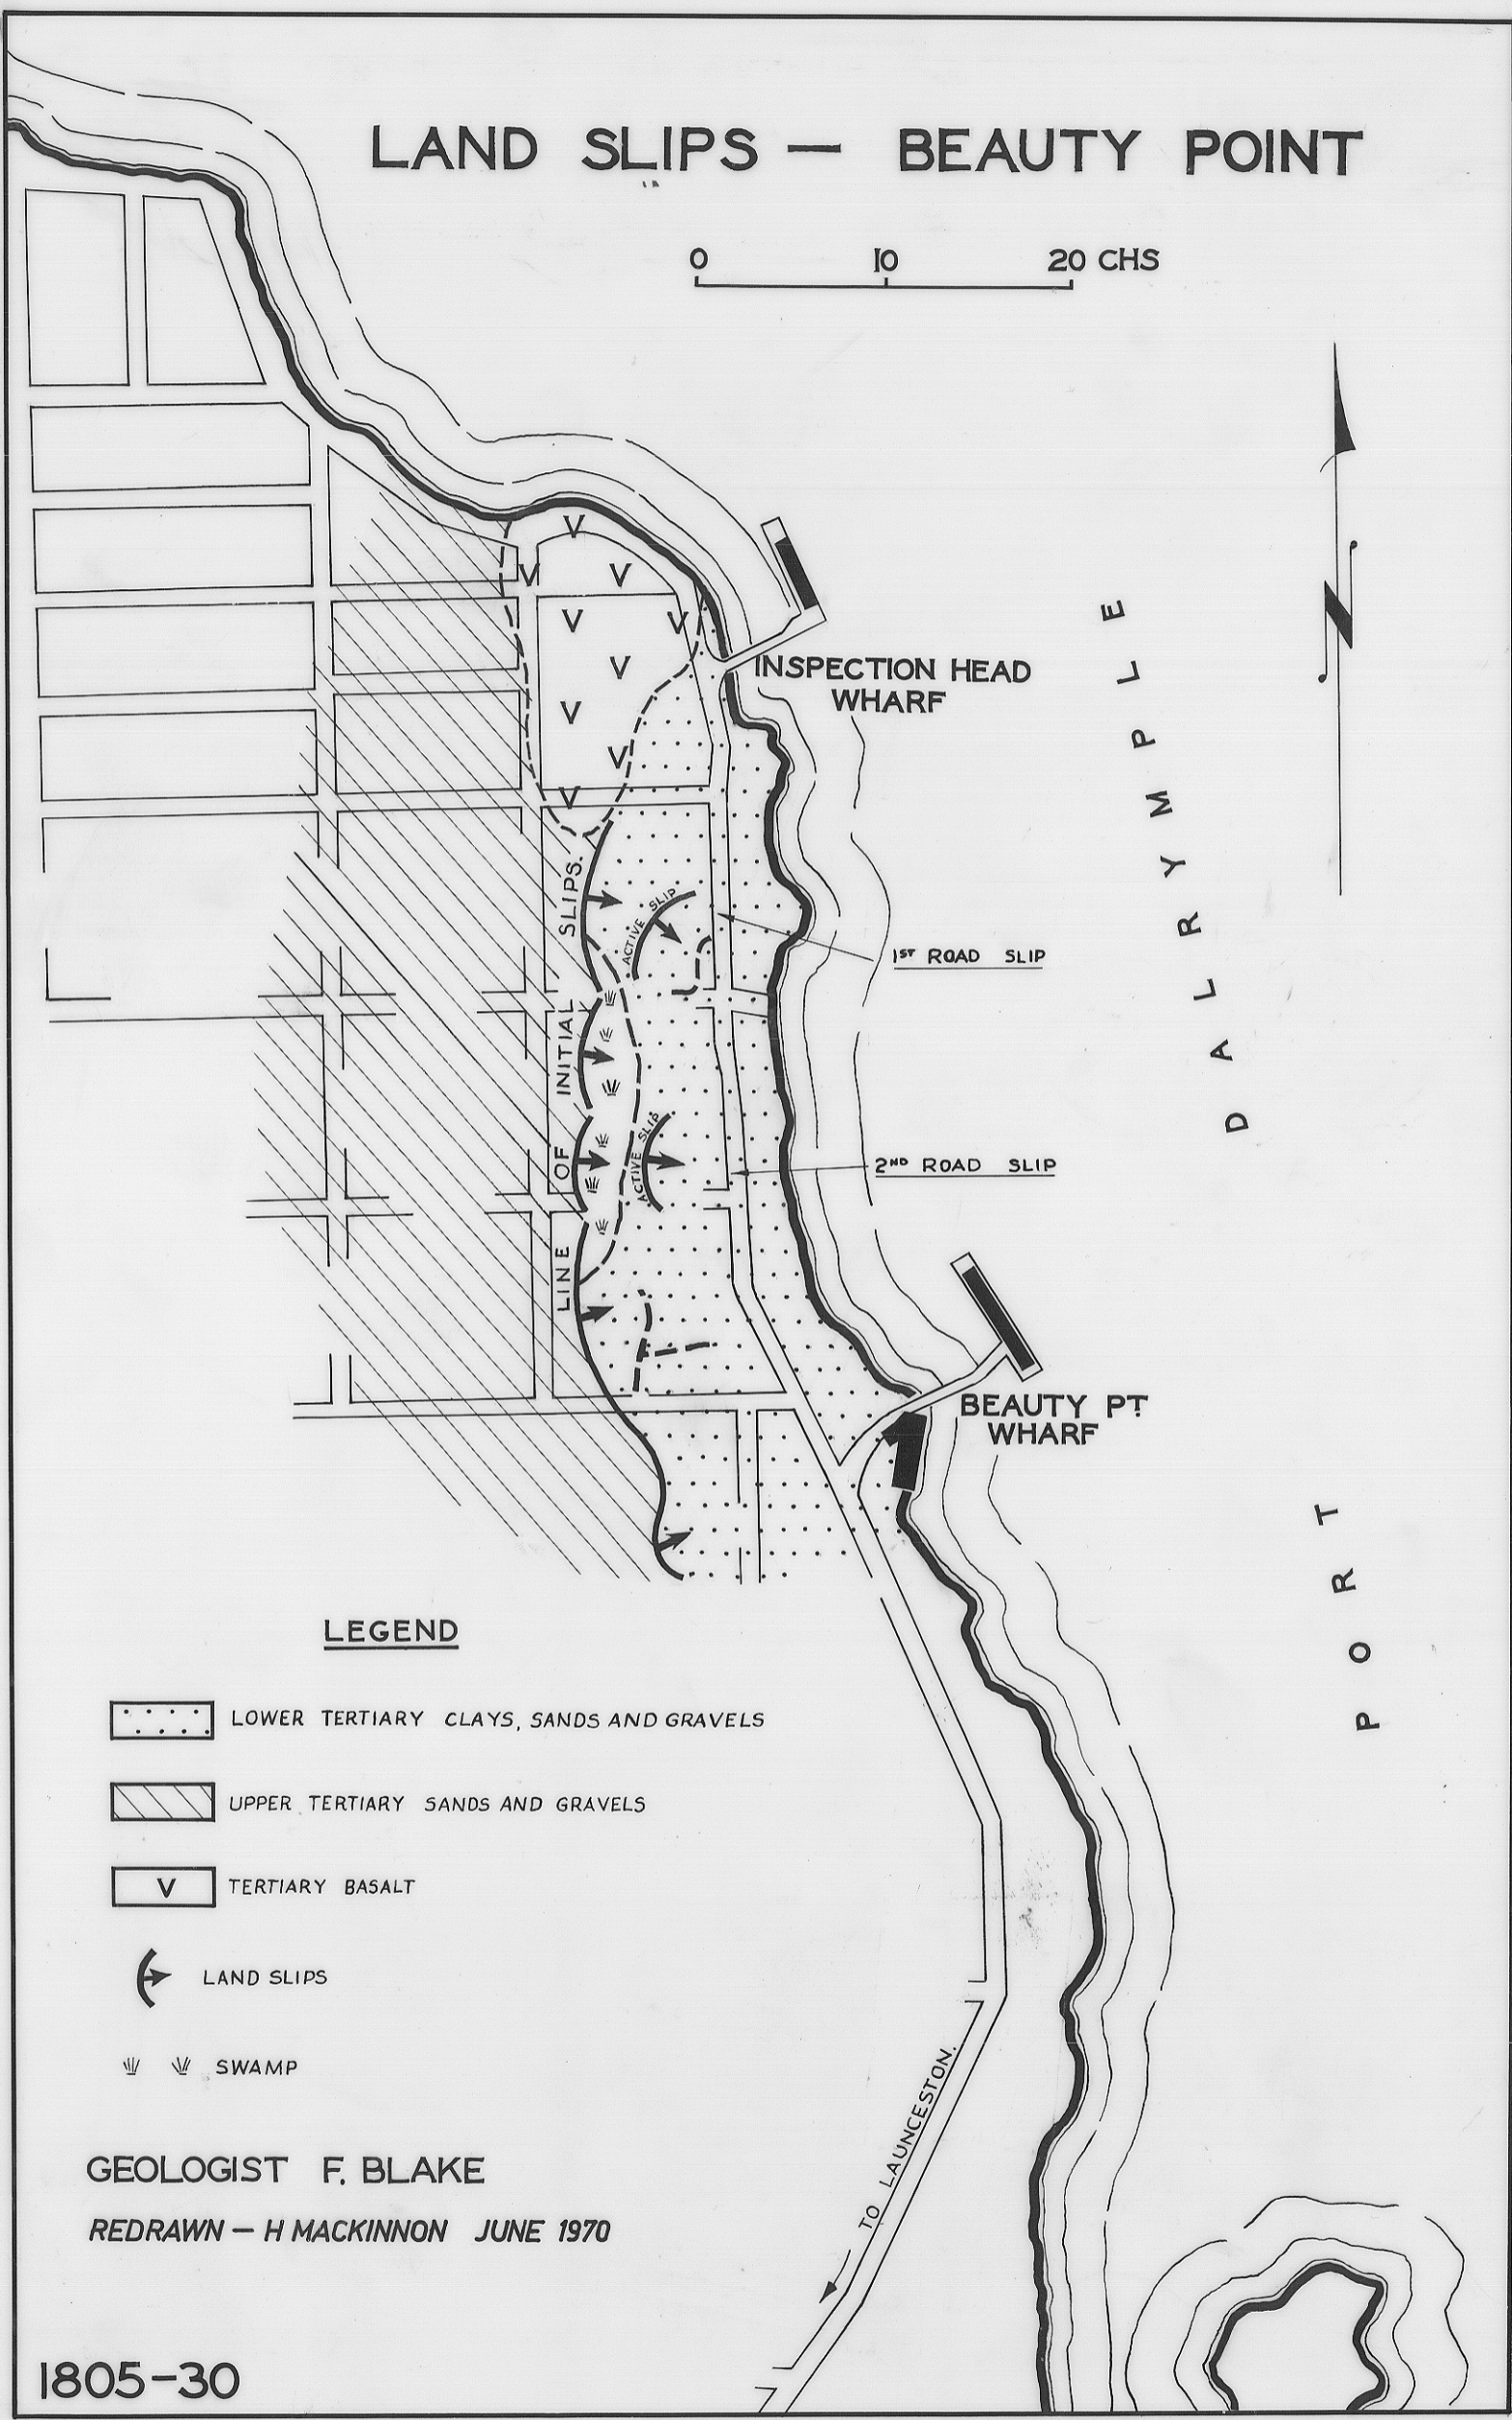 LAND SLIPS — BEAUTY POINT
0 10 20 CHS
N
INSPECTION HEAD
WHARF
PORT DALRYMPLE
LINE OF INITIAL SLIPS.
ACTIVE SLIP
1ST ROAD SLIP
ACTIVE SLIP
2ND ROAD SLIP
BEAUTY PT.
WHARF
LEGEND
LOWER TERTIARY CLAYS, SANDS AND GRAVELS
UPPER TERTIARY SANDS AND GRAVELS
V TERTIARY BASALT
LAND SLIPS
SWAMP
TO LAUNCESTON.
GEOLOGIST F. BLAKE
REDRAWN — H MACKINNON JUNE 1970
1805-30